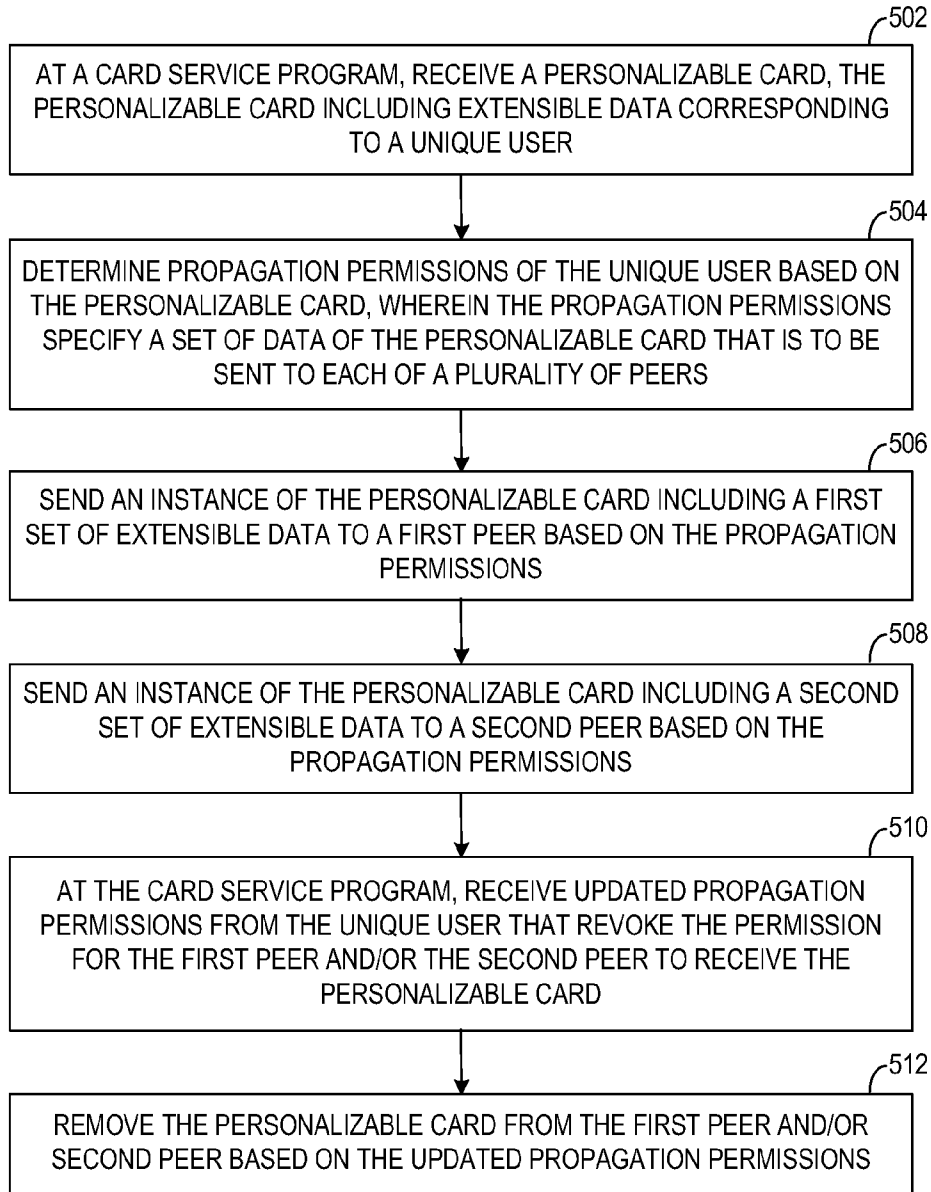 502
AT A CARD SERVICE PROGRAM, RECEIVE A PERSONALIZABLE CARD, THE
PERSONALIZABLE CARD INCLUDING EXTENSIBLE DATA CORRESPONDING
TO A UNIQUE USER
504
DETERMINE PROPAGATION PERMISSIONS OF THE UNIQUE USER BASED ON
THE PERSONALIZABLE CARD, WHEREIN THE PROPAGATION PERMISSIONS
SPECIFY A SET OF DATA OF THE PERSONALIZABLE CARD THAT IS TO BE
SENT TO EACH OF A PLURALITY OF PEERS
506
SEND AN INSTANCE OF THE PERSONALIZABLE CARD INCLUDING A FIRST
SET OF EXTENSIBLE DATA TO A FIRST PEER BASED ON THE PROPAGATION
PERMISSIONS
508
SEND AN INSTANCE OF THE PERSONALIZABLE CARD INCLUDING A SECOND
SET OF EXTENSIBLE DATA TO A SECOND PEER BASED ON THE
PROPAGATION PERMISSIONS
510
AT THE CARD SERVICE PROGRAM, RECEIVE UPDATED PROPAGATION
PERMISSIONS FROM THE UNIQUE USER THAT REVOKE THE PERMISSION
FOR THE FIRST PEER AND/OR THE SECOND PEER TO RECEIVE THE
PERSONALIZABLE CARD
512
REMOVE THE PERSONALIZABLE CARD FROM THE FIRST PEER AND/OR
SECOND PEER BASED ON THE UPDATED PROPAGATION PERMISSIONS